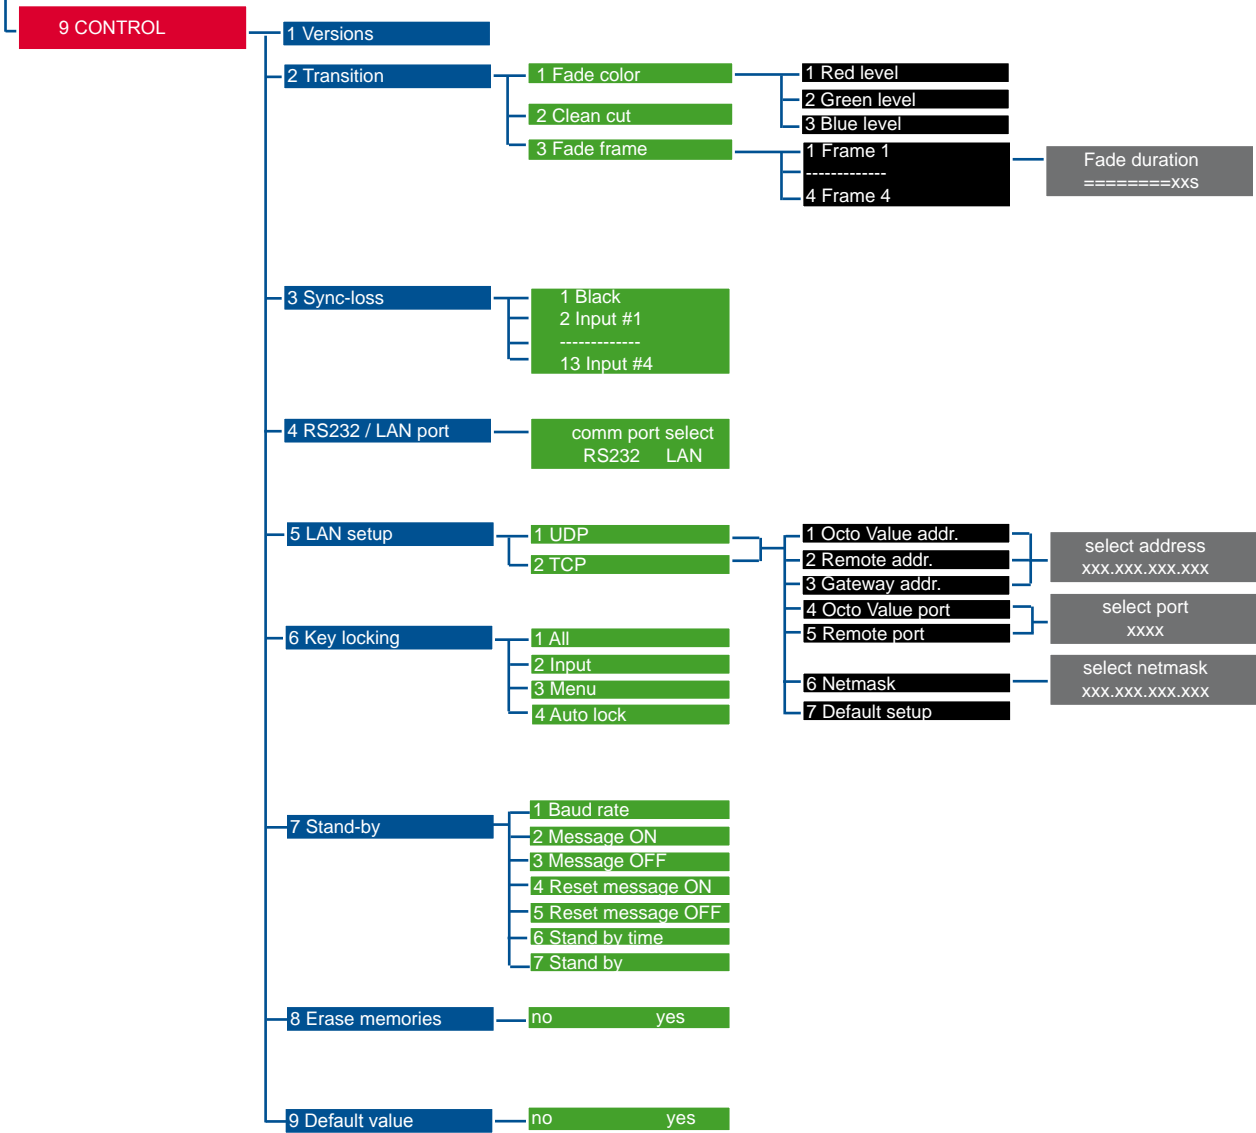 9 CONTROL
1 Versions
2 Transition
1 Fade color
1 Red level
2 Green level
3 Blue level
2 Clean cut
3 Fade frame
1 Frame 1
-------------
4 Frame 4
Fade duration
========xxs
3 Sync-loss
1 Black
2 Input #1
-------------
13 Input #4
4 RS232 / LAN port
comm port select
RS232 LAN
5 LAN setup
1 UDP
2 TCP
1 Octo Value addr.
2 Remote addr.
3 Gateway addr.
4 Octo Value port
5 Remote port
6 Netmask
7 Default setup
select address
xxx.xxx.xxx.xxx
select port
xxxx
select netmask
xxx.xxx.xxx.xxx
6 Key locking
1 All
2 Input
3 Menu
4 Auto lock
7 Stand-by
1 Baud rate
2 Message ON
3 Message OFF
4 Reset message ON
5 Reset message OFF
6 Stand by time
7 Stand by
8 Erase memories
no yes
9 Default value
no yes